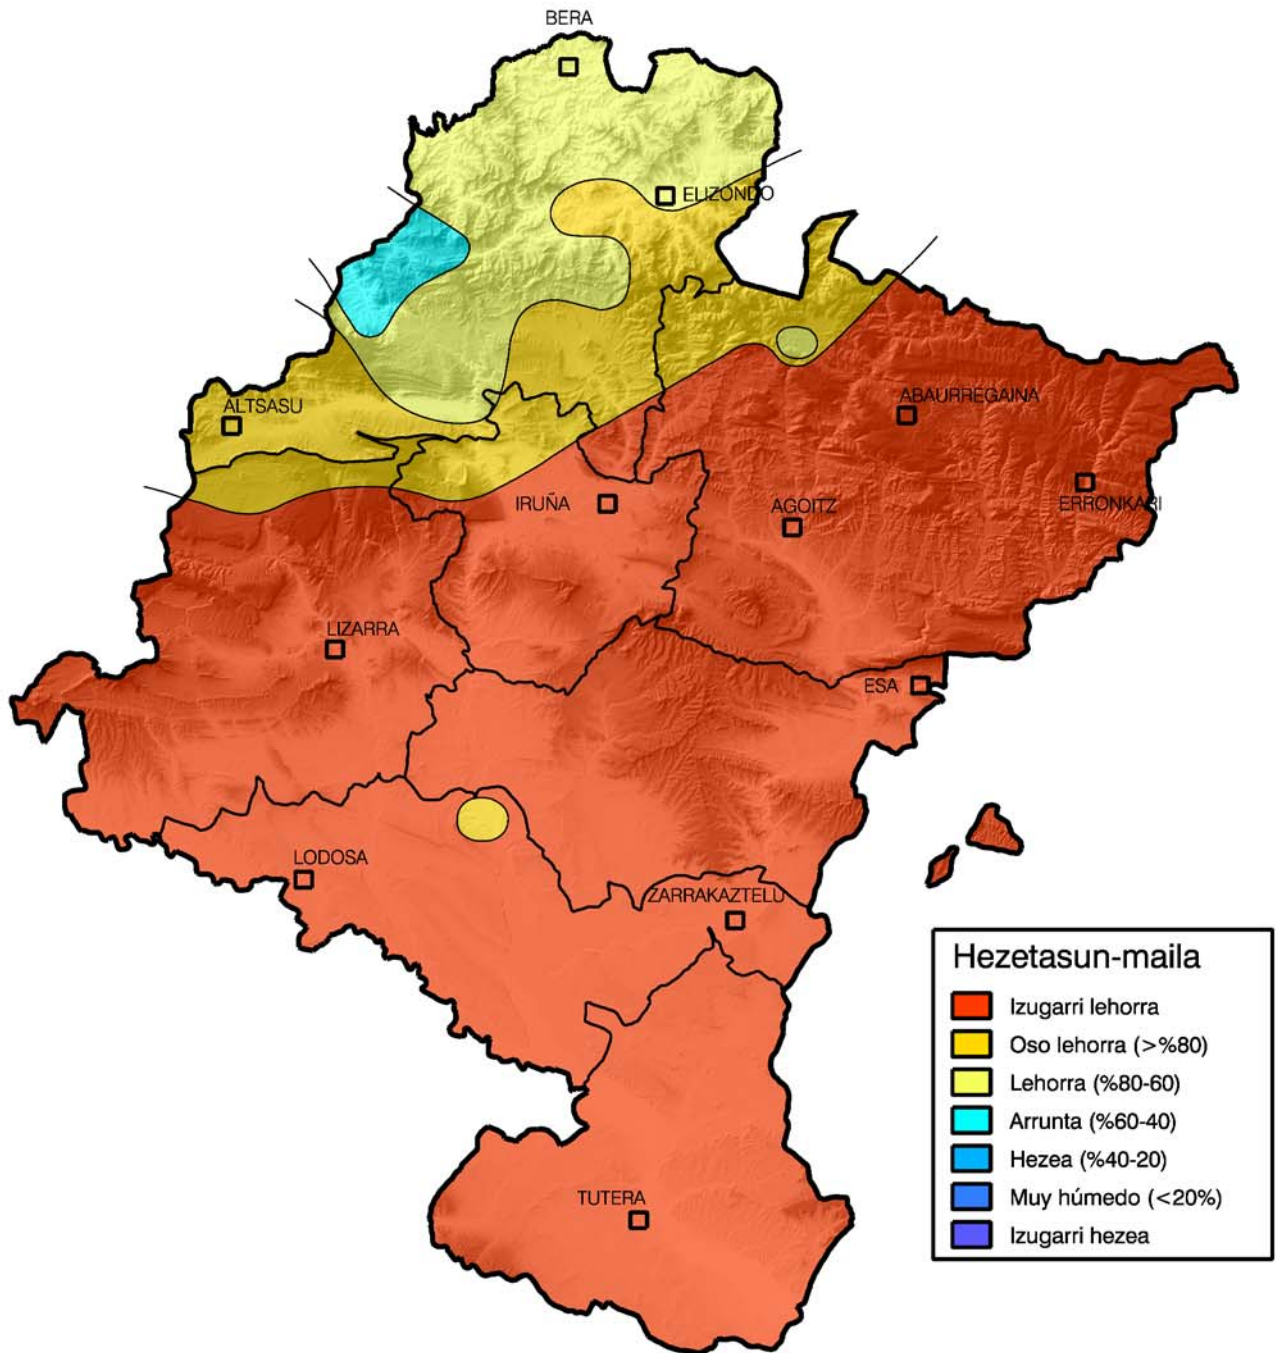 BERA
ELIZONDO
ALTSASU
ABAURREGAINA
IRUÑA
AGOITZ
ERRONKARI
LIZARRA
ESA
LODOSA
ZARRAKAZTELU
TUTERA
Hezetasun-maila
Izugarri lehorra
Oso lehorra (>%80)
Lehorra (%80-60)
Arrunta (%60-40)
Hezea (%40-20)
Muy húmedo (<20%)
Izugarri hezea